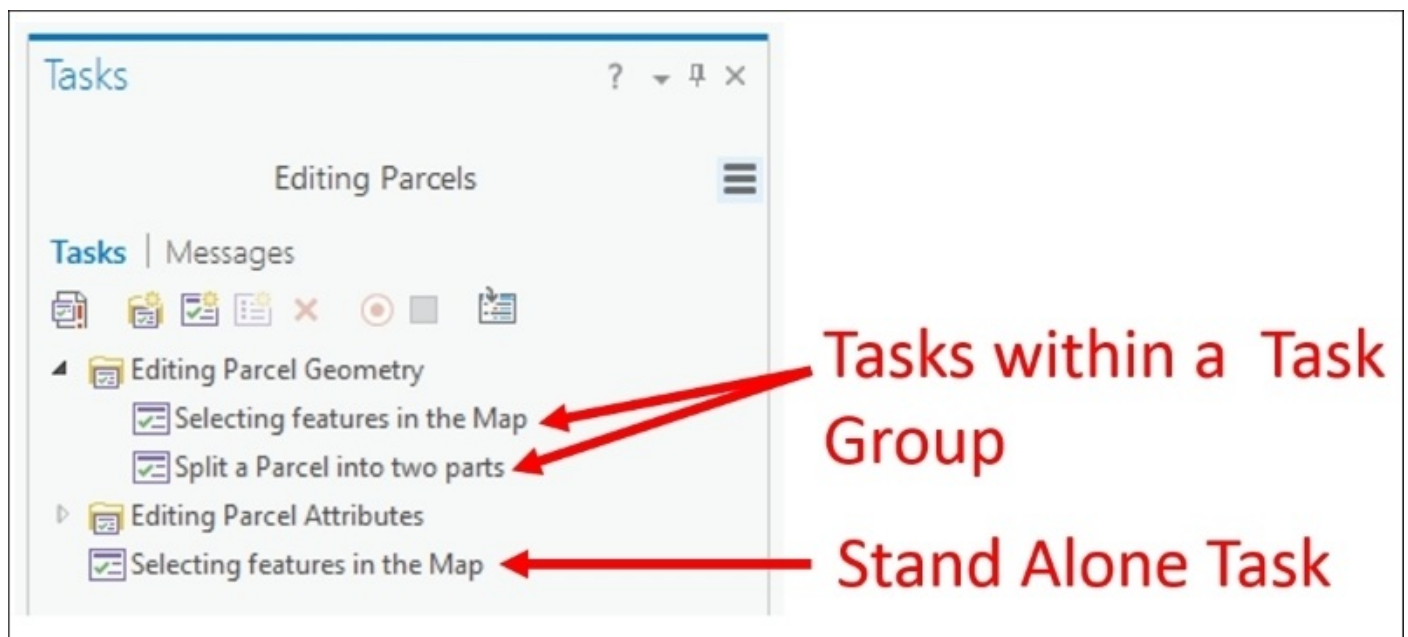 Tasks ?
Editing Parcels
Tasks | Messages
Editing Parcel Geometry
Selecting features in the Map
Split a Parcel into two parts
Editing Parcel Attributes
Selecting features in the Map
Tasks within a Task
Group
Stand Alone Task